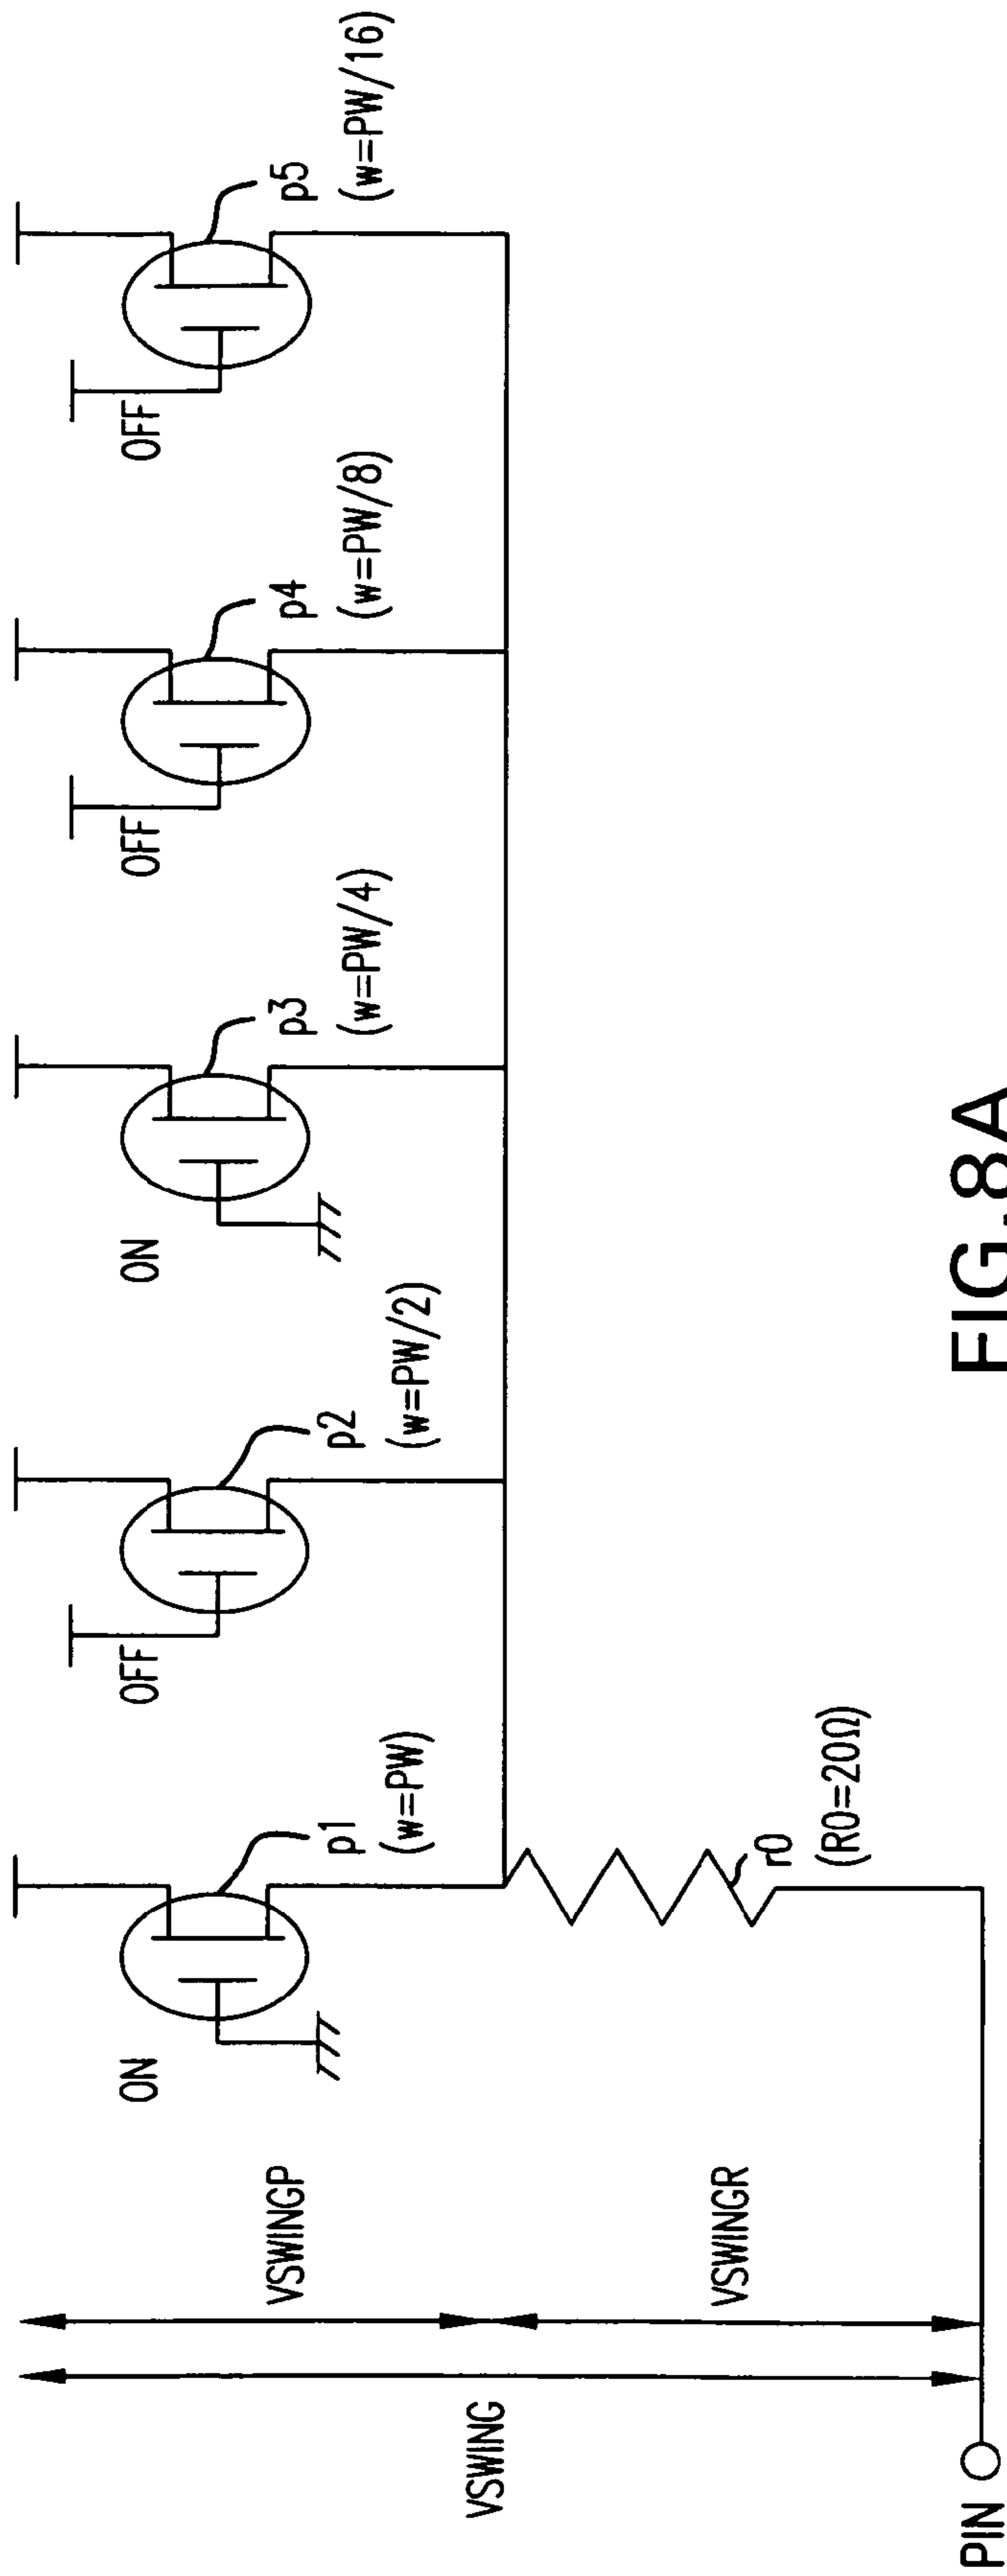 VSWING
VSWINGP
VSWINGR
PIN
ON
p1
(w=PW)
r0
(R0=20Ω)
OFF
p2
(w=PW/2)
ON
p3
(w=PW/4)
OFF
p4
(w=PW/8)
OFF
p5
(w=PW/16)
FIG.8A